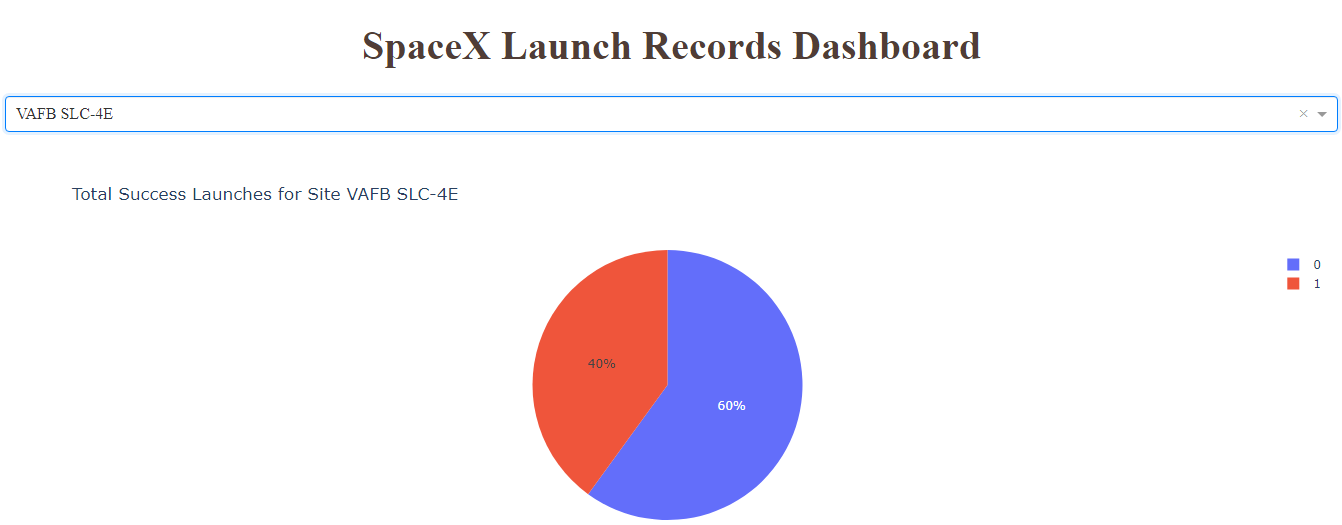 SpaceX Launch Records Dashboard
VAFB SLC-4E
Total Success Launches for Site VAFB SLC-4E
0
1
40%
60%